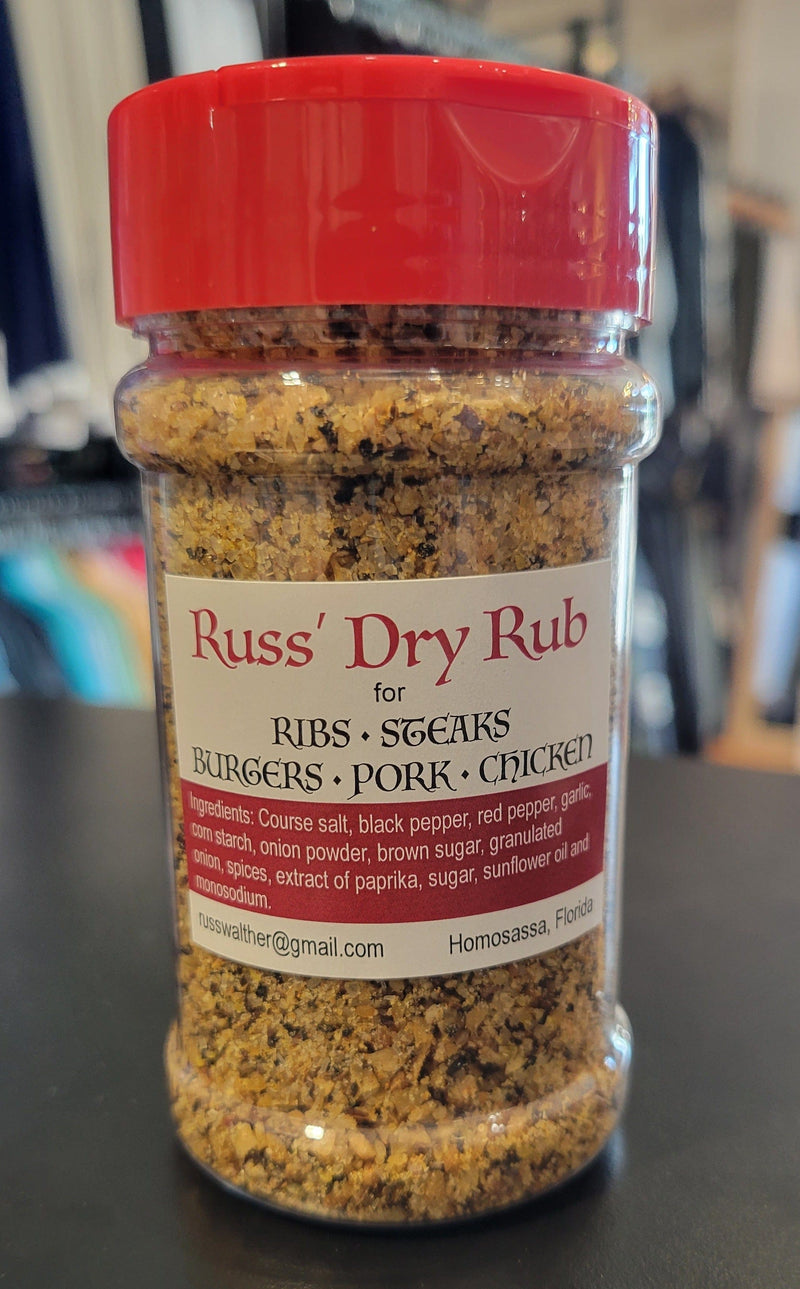 Russ' Dry Rub
for
RIBS • STEAKS
BURGERS • PORK • CHICKEN
Ingredients: Course salt, black pepper, red pepper, garlic,
corn starch, onion powder, brown sugar, granulated
onion, spices, extract of paprika, sugar, sunflower oil and
monosodium.
russwalther@gmail.com Homosassa, Florida